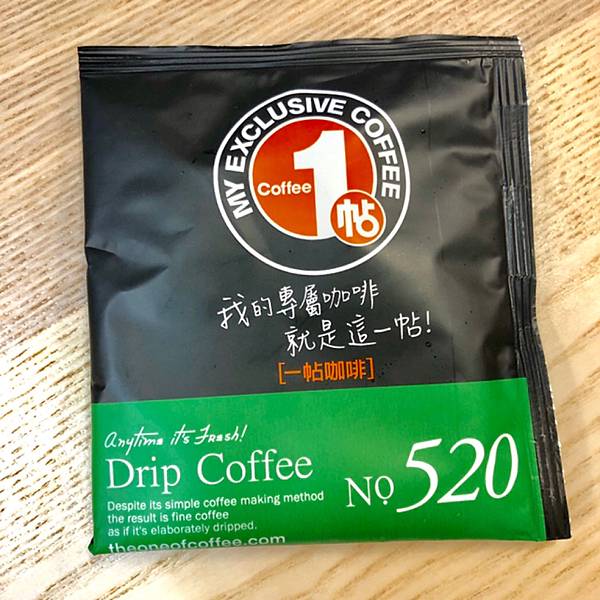 MY EXCLUSIVE COFFEE
Coffee 1
帖
我的專屬咖啡
就是這一帖!
[一帖咖啡]
Anytime it's Fresh!
Drip Coffee
No 520
Despite its simple coffee making method
the result is fine coffee
as if it's elaborately dripped.
theoneofcoffee.com